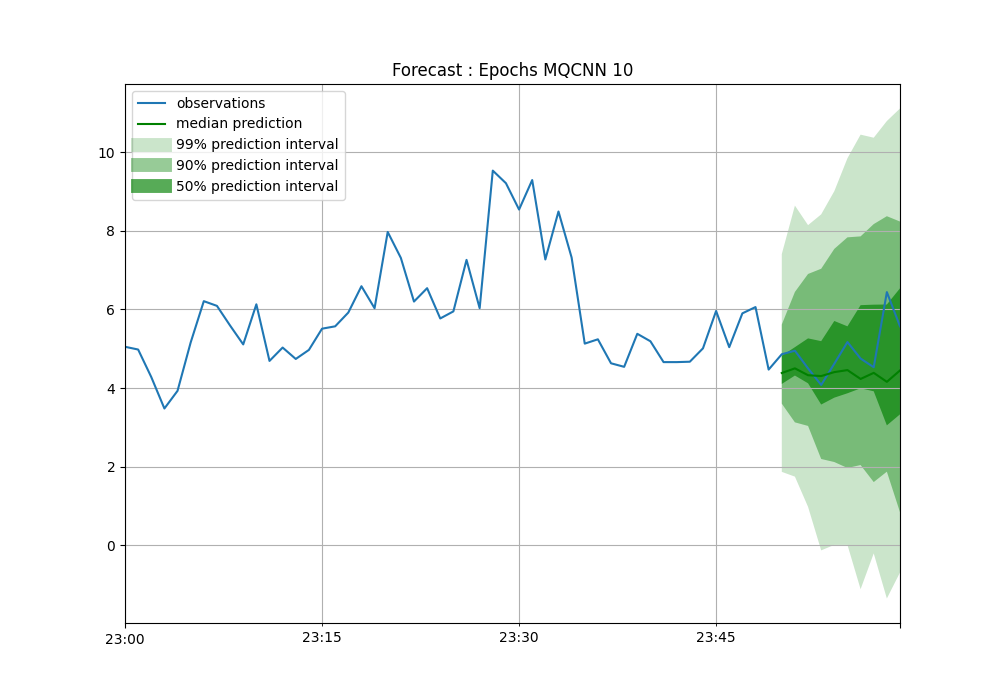 Forecast : Epochs MQCNN 10
observations
median prediction
99% prediction interval
90% prediction interval
50% prediction interval
10
8
6
4
2
0
23:00
23:15
23:30
23:45